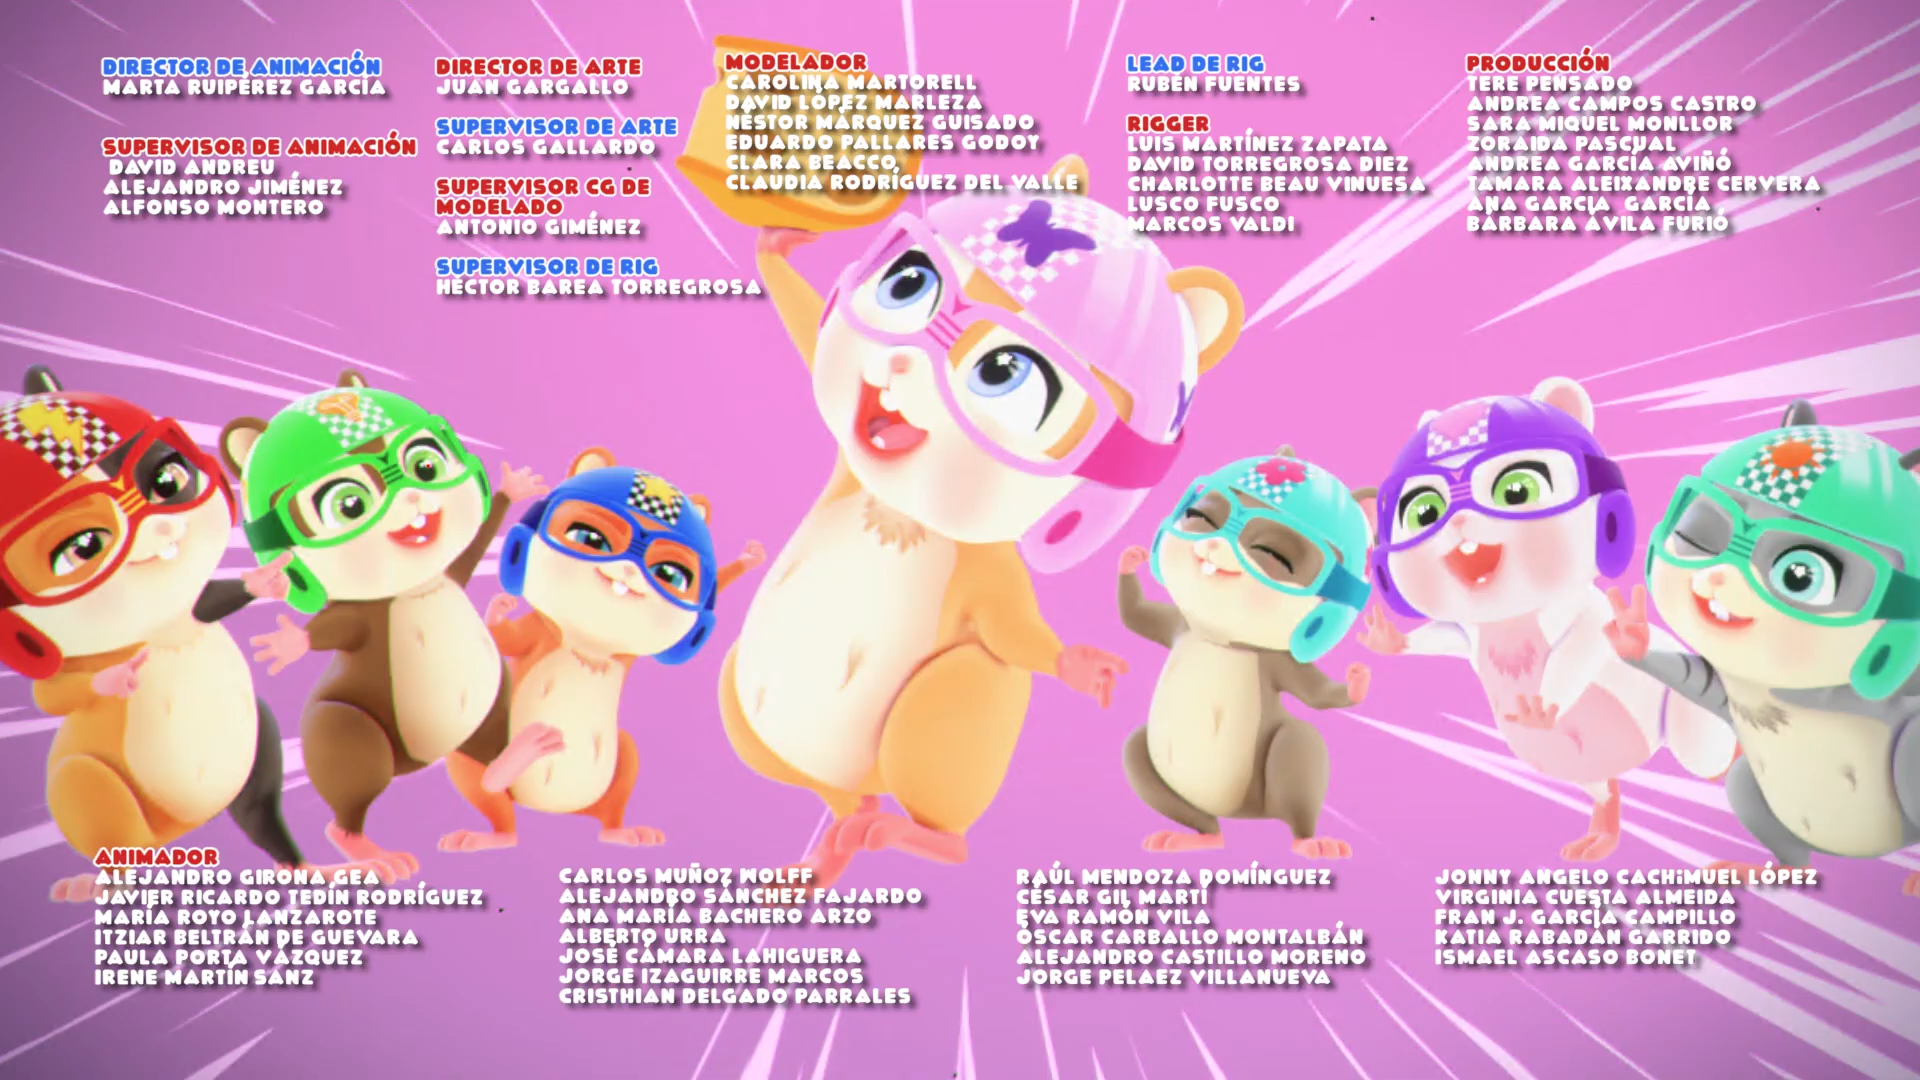 DIRECTOR DE ANIMACIÓN
MARTA RUIPÉREZ GARCÍA
SUPERVISOR DE ANIMACIÓN
DAVID ANDREU
ALEJANDRO JIMÉNEZ
ALFONSO MONTERO
DIRECTOR DE ARTE
JUAN GARGALLO
SUPERVISOR DE ARTE
CARLOS GALLARDO
SUPERVISOR CG DE
MODELADO
ANTONIO GIMÉNEZ
SUPERVISOR DE RIG
HÉCTOR BAREA TORREGROSA
MODELADOR
CAROLINA MARTORELL
DAVID LÓPEZ MARLEZA
NÉSTOR MÁRQUEZ GUISADO
EDUARDO PALLARES GODOY
CLARA BEACCO
CLAUDIA RODRÍGUEZ DEL VALLE
LEAD DE RIG
RUBÉN FUENTES
RIGGER
LUIS MARTÍNEZ ZAPATA
DAVID TORREGROSA DIEZ
CHARLOTTE BEAU VINUESA
LUSCO FUSCO
MARCOS VALDI
PRODUCCIÓN
TERE PENSADO
ANDREA CAMPOS CASTRO
SARA MIQUEL MONLLOR
ZORAIDA PASCUAL
ANDREA GARCÍA AVIÑÓ
TAMARA ALEIXANDRE CERVERA
ANA GARCIA GARCÍA
BÁRBARA ÁVILA FURIÓ
ANIMADOR
ALEJANDRO GIRONA GEA
JAVIER RICARDO TEDÍN RODRÍGUEZ
MARÍA ROYO LANZAROTE
ITZIAR BELTRÁN DE GUEVARA
PAULA PORTA VÁZQUEZ
IRENE MARTÍN SANZ
CARLOS MUÑOZ WOLFF
ALEJANDRO SÁNCHEZ FAJARDO
ANA MARÍA BACHERO ARZO
ALBERTO URRA
JOSÉ CÁMARA LAHIGUERA
JORGE IZAGUIRRE MARCOS
CRISTHIAN DELGADO PARRALES
RAÚL MENDOZA DOMÍNGUEZ
CÉSAR GIL MARTÍ
EVA RAMÓN VILA
ÓSCAR CARBALLO MONTALBÁN
ALEJANDRO CASTILLO MORENO
JORGE PELAEZ VILLANUEVA
JONNY ANGELO CACHiMUEL LÓPEZ
VIRGINIA CUESTA ALMEIDA
FRAN J. GARCÍA CAMPILLO
KATIA RABADÁN GARRIDO
ISMAEL ASCASO BONET